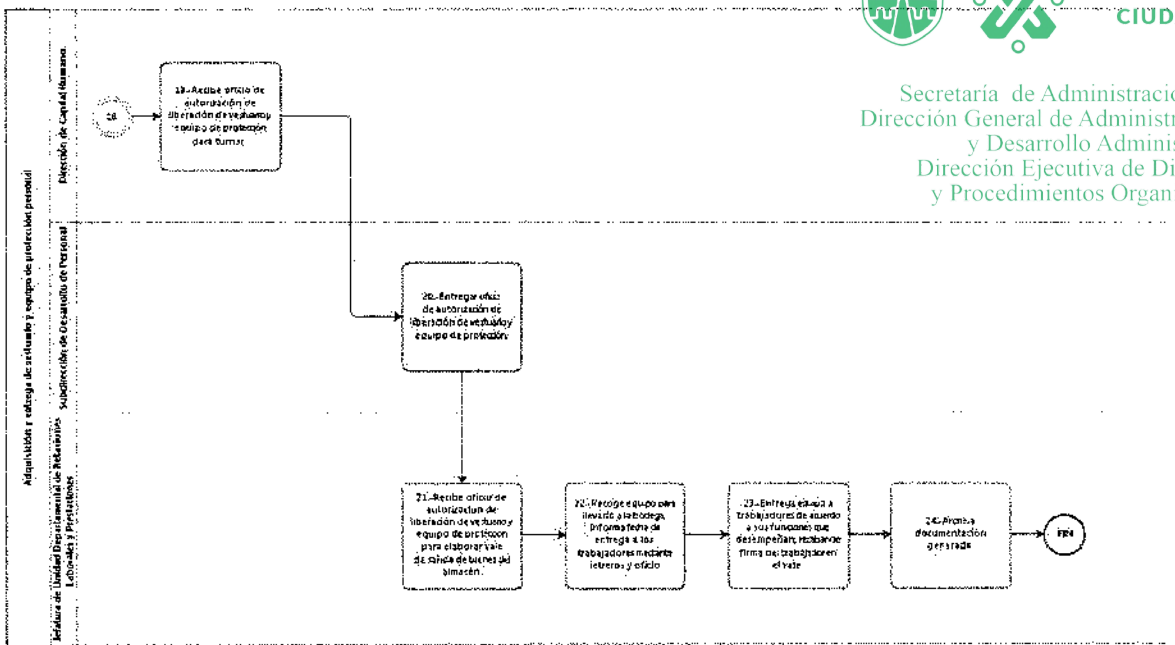 CIUD
Secretaría de Administració
Dirección General de Administr
y Desarrollo Adminis
Dirección Ejecutiva de Di
y Procedimientos Organ
Adquisición y entrega de vestuario y equipo de protección personal
Dirección de Capital Humano
19.-Recibe oficio de
autorización de
liberación de vestuario y
equipo de protección
para turnar
Subdirección de Desarrollo de Personal
20.-Entregar oficio
de autorización de
liberación de vestuario y
equipo de protección
Jefatura de Unidad Departamental de Relaciones
Laborales y Prestaciones
21.-Recibe oficio de
autorización de
liberación de vestuario y
equipo de protección
para elaborar vale
de salida de bienes del
almacén
22.-Recoge equipo para
llevarlo a la bodega,
informa fecha de
entrega a los
trabajadores mediante
letreros y oficio
23.-Entrega equipo a
trabajadores de acuerdo
a sus funciones que
desempeñan, recabando
firma del trabajador en
el vale
24.-Archiva
documentación
generada
FIN